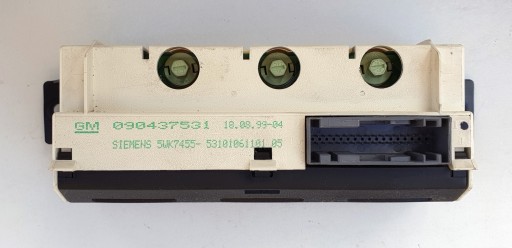 GM 090437531 18.08.99-04
SIEMENS 5WK7455- 53101061101 05